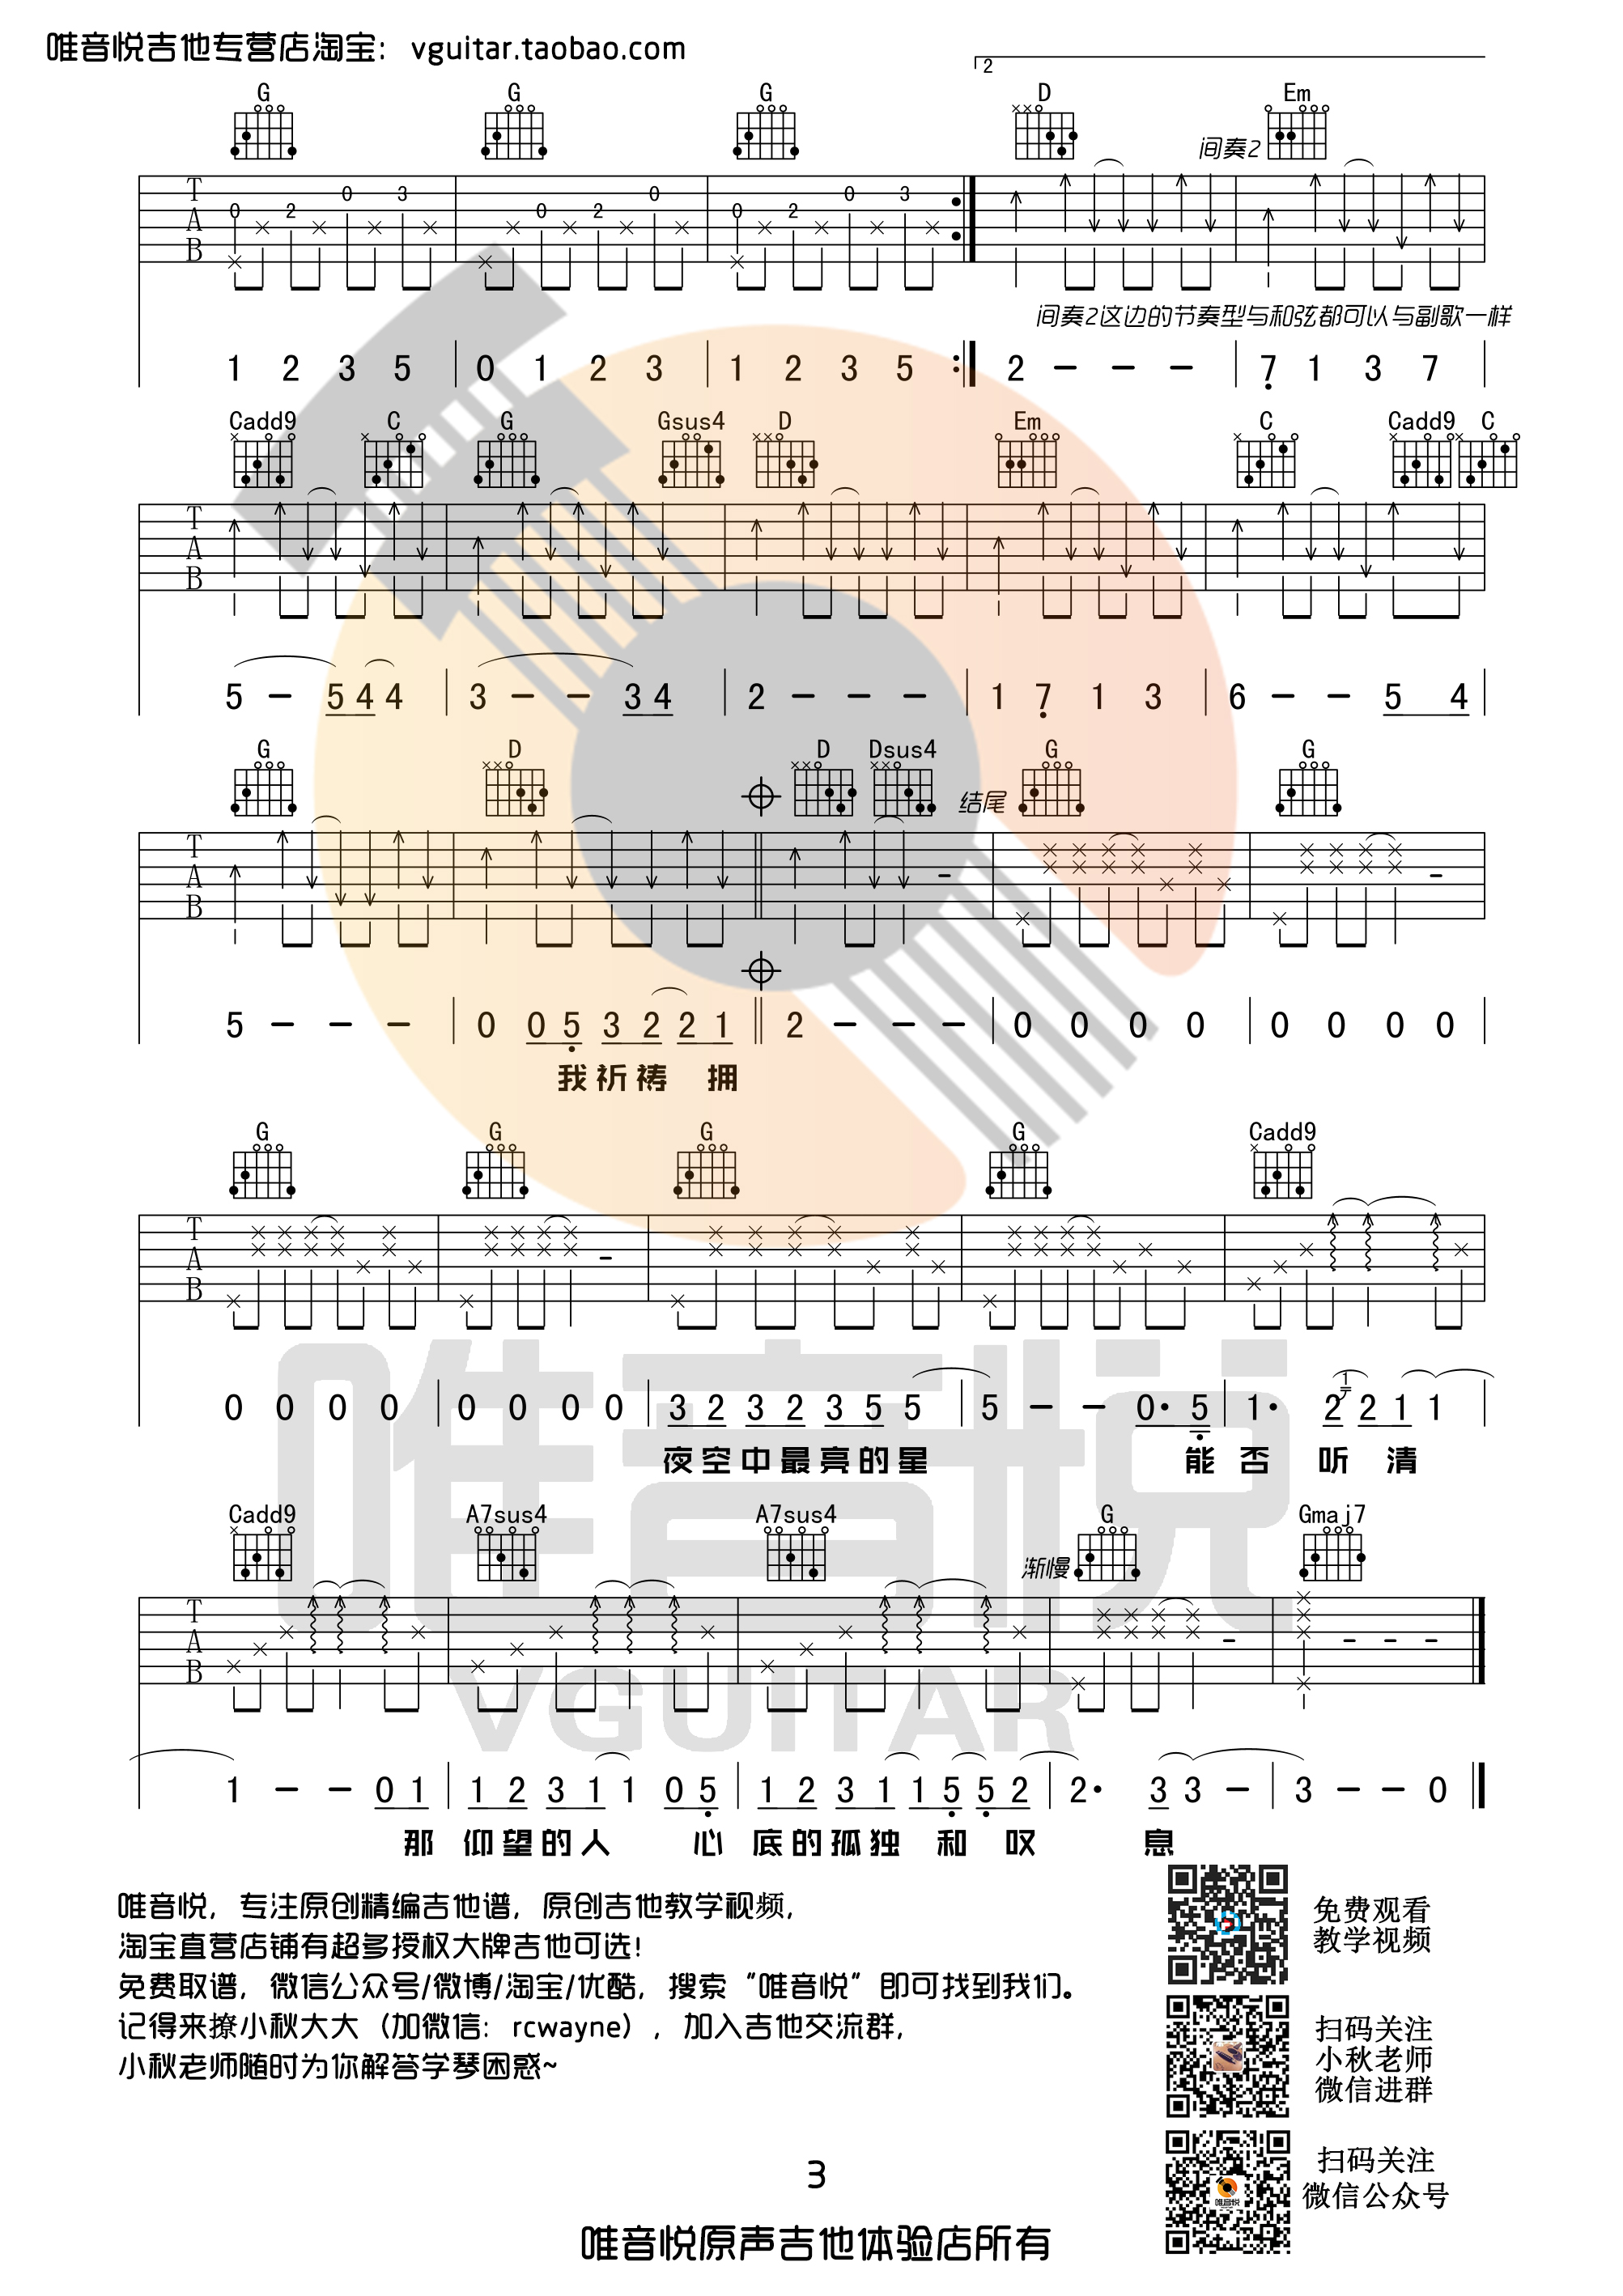 唯音悦吉他专营店淘宝：vguitar.taobao.com
2
G G G D Em
间奏2
T A B
0 2 0 3 0 2 0 0 2 0 3
间奏2这边的节奏型与和弦都可以与副歌一样
1 2 3 5 | 0 1 2 3 | 1 2 3 5 :| 2 - - - | 7 1 3 7 |
Cadd9 C G Gsus4 D Em C Cadd9 C
T A B
5 - 5 4 4 | 3 - - 3 4 | 2 - - - | 1 7 1 3 | 6 - - 5 4 |
G D D Dsus4 G G
结尾
T A B
5 - - - | 0 0 5 3 2 2 1 || 2 - - - | 0 0 0 0 | 0 0 0 0 |
我祈祷 拥
G G G G Cadd9
T A B
0 0 0 0 | 0 0 0 0 | 3 2 3 2 3 5 5 | 5 - - 0· 5 | 1· 1 2 2 1 1 |
夜空中最亮的星 能 否 听 清
Cadd9 A7sus4 A7sus4 G Gmaj7
渐慢
T A B
1 - - 0 1 | 1 2 3 1 1 0 5 | 1 2 3 1 1 5 5 2 | 2· 3 3 - | 3 - - 0 ‖
那 仰望的人 心 底的孤独 和 叹 息
唯音悦
VGUITAR
唯音悦，专注原创精编吉他谱，原创吉他教学视频，
淘宝直营店铺有超多授权大牌吉他可选！
免费取谱，微信公众号/微博/淘宝/优酷，搜索“唯音悦”即可找到我们。
记得来撩小秋大大（加微信：rcwayne），加入吉他交流群，
小秋老师随时为你解答学琴困惑~
免费观看
教学视频
扫码关注
小秋老师
微信进群
扫码关注
微信公众号
唯音悦
3
唯音悦原声吉他体验店所有